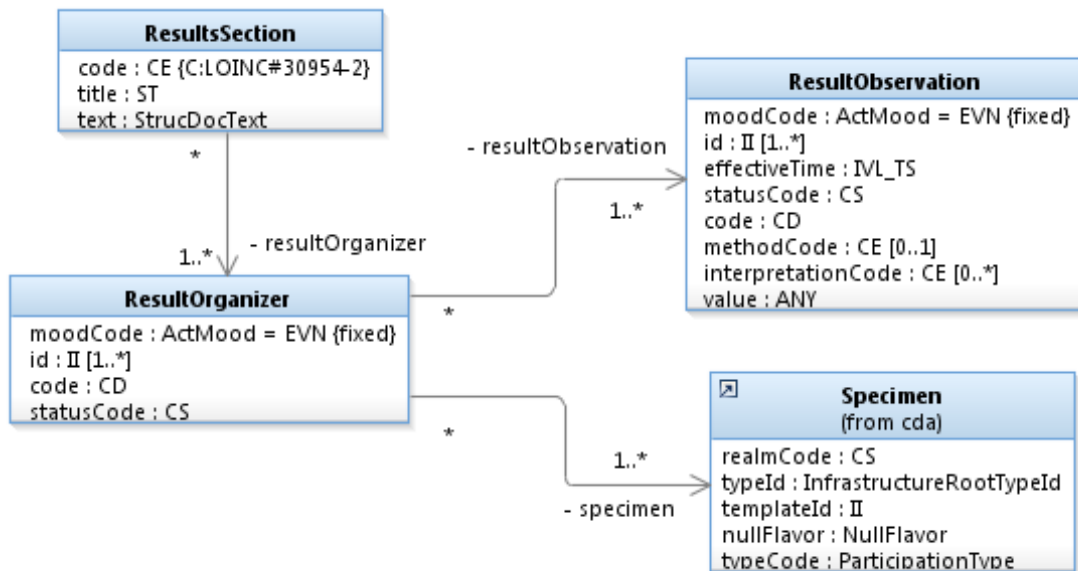 ResultsSection
code : CE {C:LOINC#30954-2}
title : ST
text : StrucDocText
*
1..*
- resultOrganizer
ResultOrganizer
moodCode : ActMood = EVN {fixed}
id : II [1..*]
code : CD
statusCode : CS
- resultObservation
1..*
*
ResultObservation
moodCode : ActMood = EVN {fixed}
id : II [1..*]
effectiveTime : IVL_TS
statusCode : CS
code : CD
methodCode : CE [0..1]
interpretationCode : CE [0..*]
value : ANY
*
1..*
- specimen
Specimen
(from cda)
realmCode : CS
typeId : InfrastructureRootTypeId
templateId : II
nullFlavor : NullFlavor
typeCode : ParticipationType